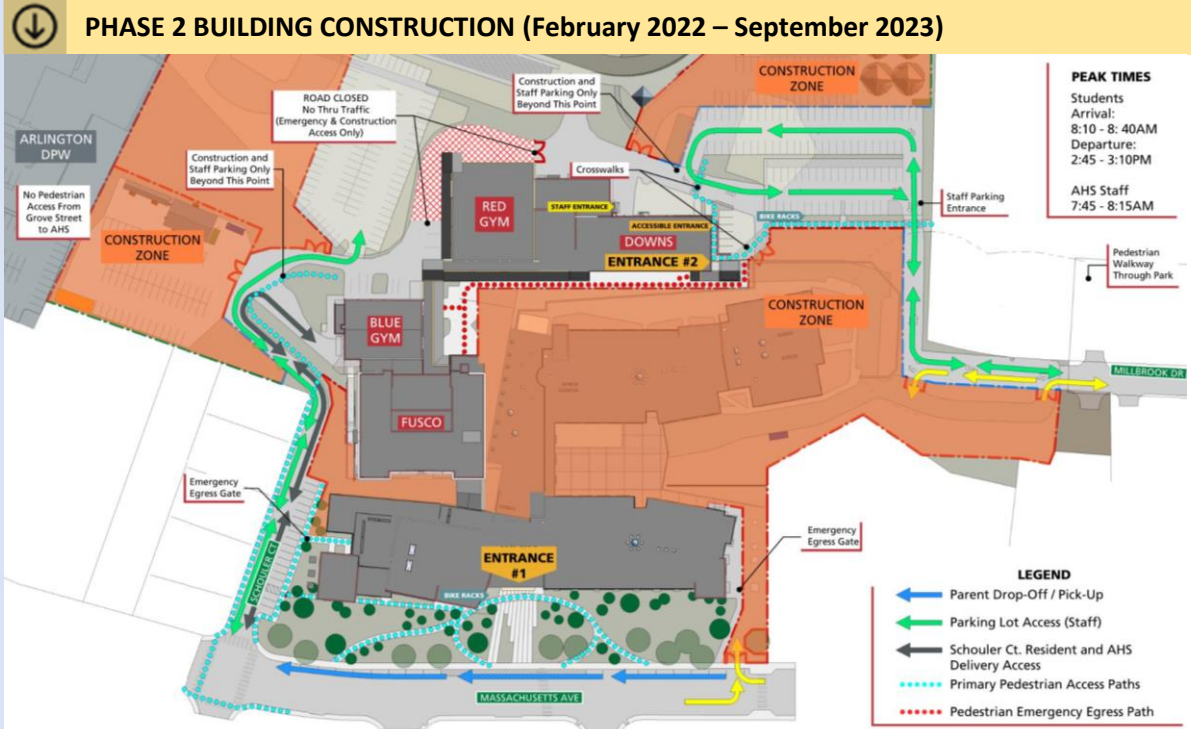 PHASE 2 BUILDING CONSTRUCTION (February 2022 – September 2023)
ARLINGTON
DPW
No Pedestrian
Access From
Grove Street
to AHS
CONSTRUCTION
ZONE
Construction and
Staff Parking Only
Beyond This Point
ROAD CLOSED
No Thru Traffic
(Emergency & Construction
Access Only)
Construction and
Staff Parking Only
Beyond This Point
Crosswalks
CONSTRUCTION
ZONE
PEAK TIMES
Students
Arrival:
8:10 - 8: 40AM
Departure:
2:45 - 3:10PM
AHS Staff
7:45 - 8:15AM
Staff Parking
Entrance
Pedestrian
Walkway
Through Park
RED
GYM
STAFF ENTRANCE
ACCESSIBLE ENTRANCE
BIKE RACKS
DOWNS
ENTRANCE #2
CONSTRUCTION
ZONE
BLUE
GYM
FUSCO
MILLBROOK DR
Emergency
Egress Gate
SCHOULER CT
ENTRANCE
#1
BIKE RACKS
Emergency
Egress Gate
MASSACHUSETTS AVE
LEGEND
Parent Drop-Off / Pick-Up
Parking Lot Access (Staff)
Schouler Ct. Resident and AHS
Delivery Access
Primary Pedestrian Access Paths
Pedestrian Emergency Egress Path